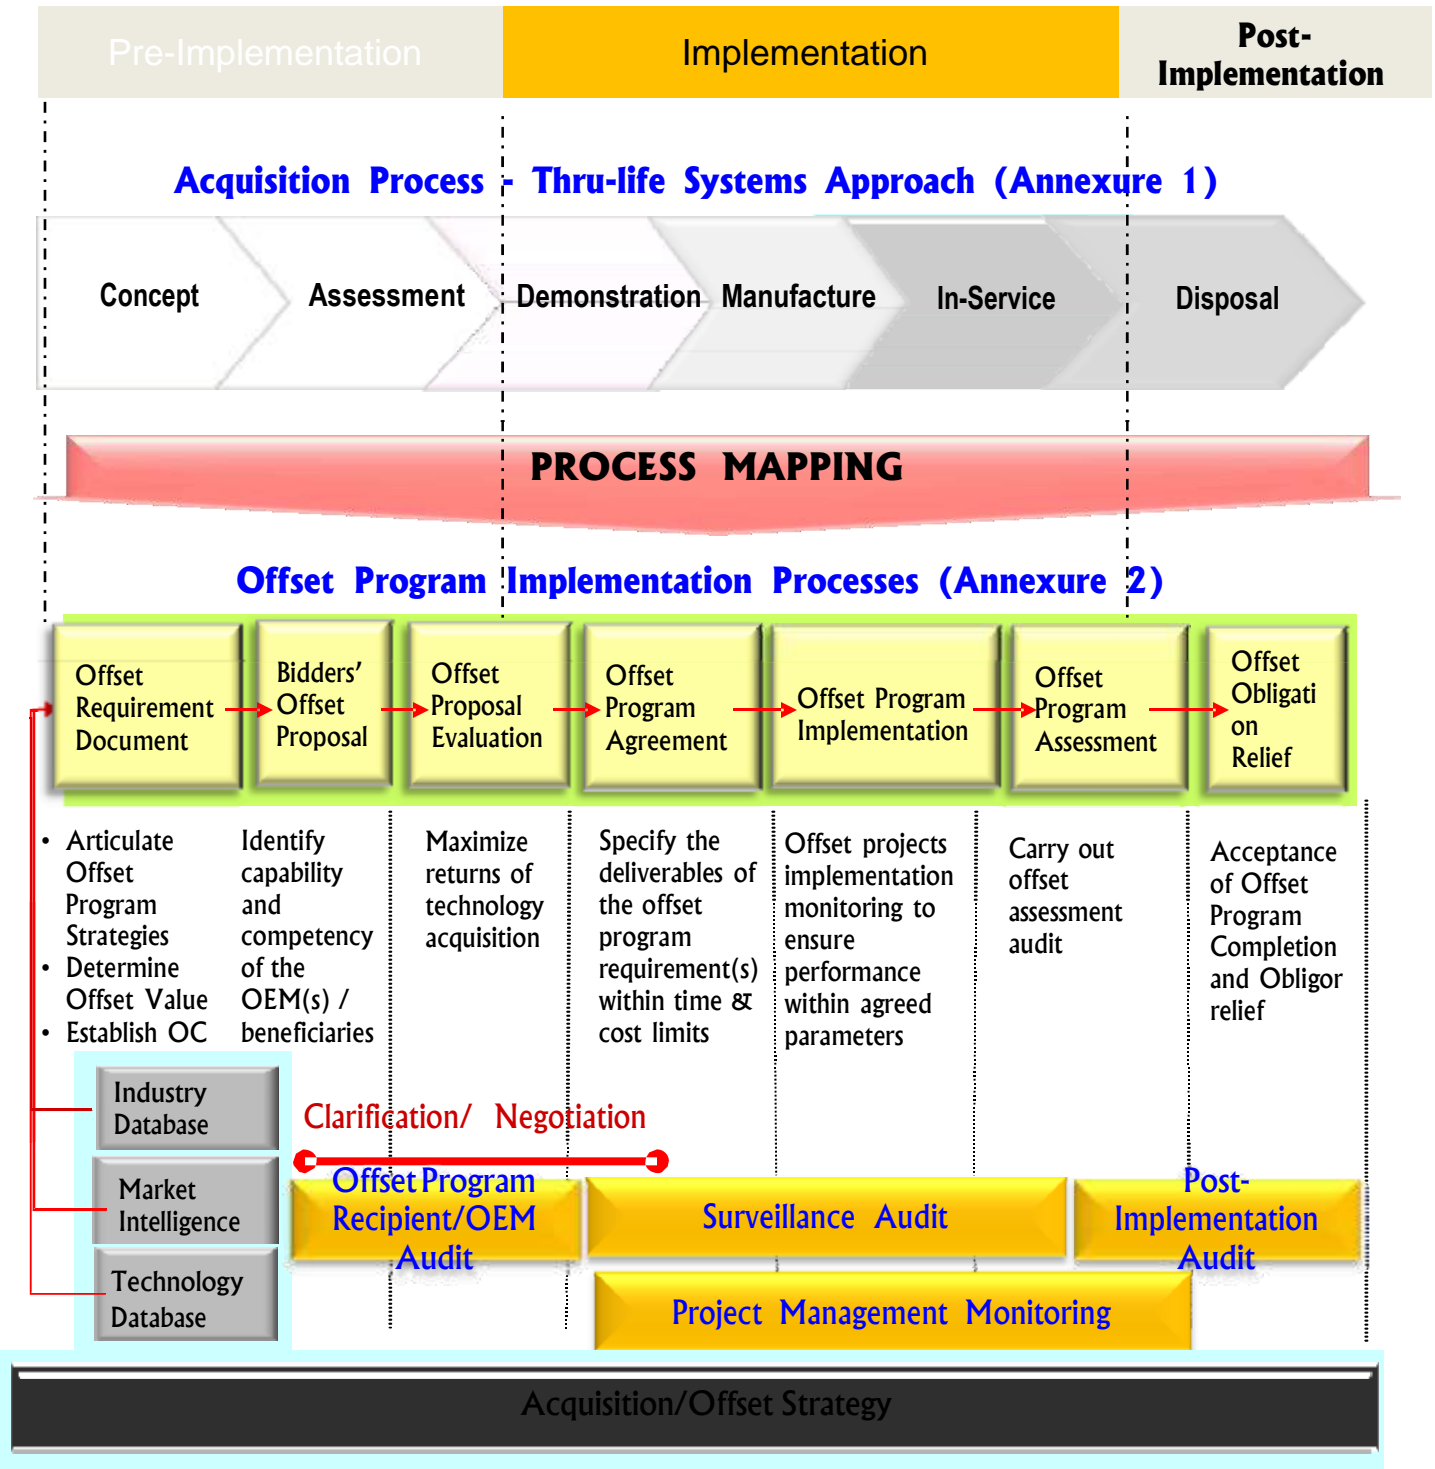 Pre-Implementation
Implementation
Post-
Implementation
Acquisition Process - Thru-life Systems Approach (Annexure 1)
Concept
Assessment
Demonstration
Manufacture
In-Service
Disposal
PROCESS MAPPING
Offset Program Implementation Processes (Annexure 2)
Offset
Requirement
Document
Bidders'
Offset
Proposal
Offset
Proposal
Evaluation
Offset
Program
Agreement
Offset Program
Implementation
Offset
Program
Assessment
Offset
Obligati
on
Relief
• Articulate
Offset
Program
Strategies
• Determine
Offset Value
• Establish OC
Identify
capability
and
competency
of the
OEM(s) /
beneficiaries
Maximize
returns of
technology
acquisition
Specify the
deliverables of
the offset
program
requirement(s)
within time &
cost limits
Offset projects
implementation
monitoring to
ensure
performance
within agreed
parameters
Carry out
offset
assessment
audit
Acceptance
of Offset
Program
Completion
and Obligor
relief
Industry
Database
Market
Intelligence
Technology
Database
Clarification/ Negotiation
Offset Program
Recipient/OEM
Audit
Surveillance Audit
Post-
Implementation
Audit
Project Management Monitoring
Acquisition/Offset Strategy